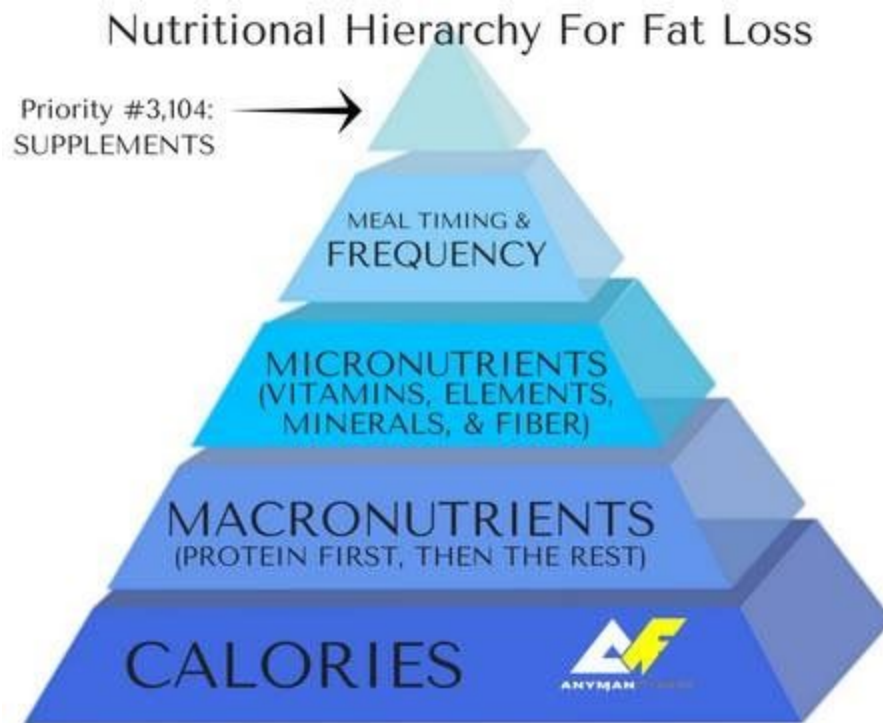 Nutritional Hierarchy For Fat Loss
Priority #3,104:
SUPPLEMENTS
MEAL TIMING &
FREQUENCY
MICRONUTRIENTS
(VITAMINS, ELEMENTS,
MINERALS, & FIBER)
MACRONUTRIENTS
(PROTEIN FIRST, THEN THE REST)
CALORIES
ANYMAN